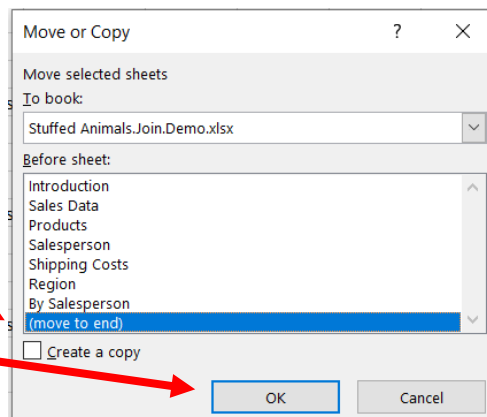 Move or Copy ?
Move selected sheets
To book:
Stuffed Animals.Join.Demo.xlsx
Before sheet:
Introduction
Sales Data
Products
Salesperson
Shipping Costs
Region
By Salesperson
(move to end)
Create a copy
OK Cancel